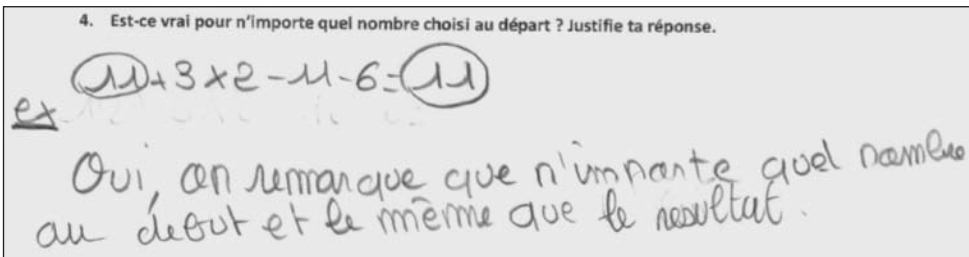 4. Est-ce vrai pour n'importe quel nombre choisi au départ ? Justifie ta réponse.
11+3×2-11-6=11
ex
Oui, on remarque que n'importe quel nombre
au debut et le même que le resultat.